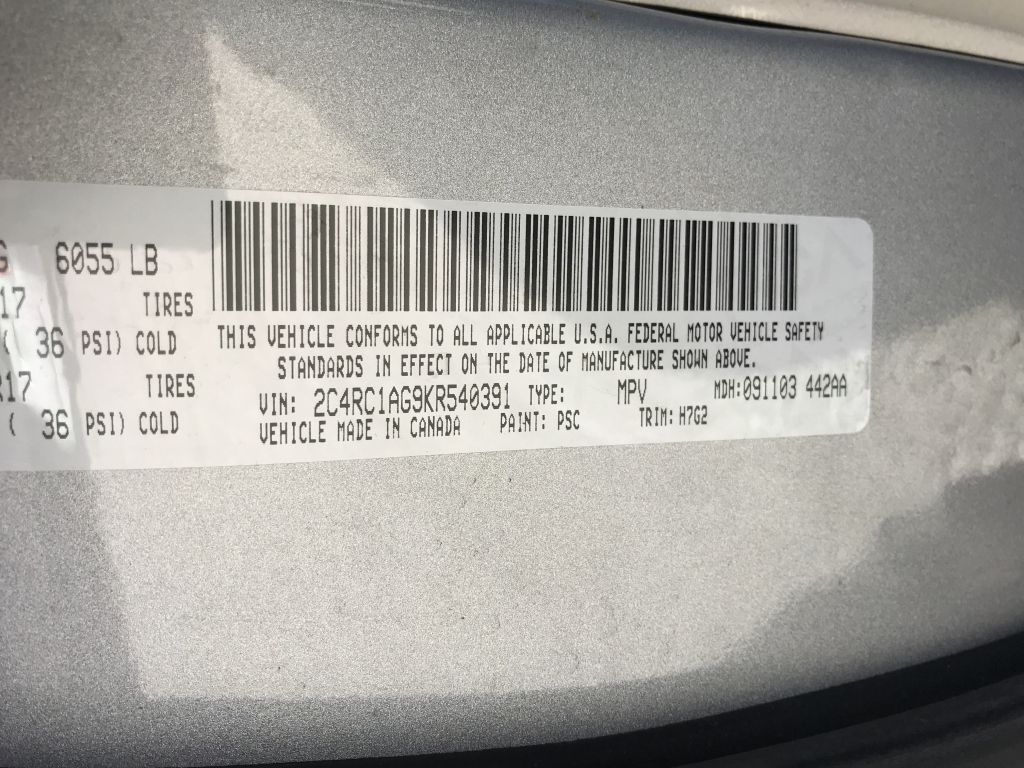 G 6055 LB
17 TIRES
( 36 PSI) COLD
R17 TIRES
( 36 PSI) COLD
THIS VEHICLE CONFORMS TO ALL APPLICABLE U.S.A. FEDERAL MOTOR VEHICLE SAFETY
STANDARDS IN EFFECT ON THE DATE OF MANUFACTURE SHOWN ABOVE.
VIN: 2C4RC1AG9KR540391 TYPE: MPV MDH:091103 442AA
VEHICLE MADE IN CANADA PAINT: PSC TRIM: H7G2